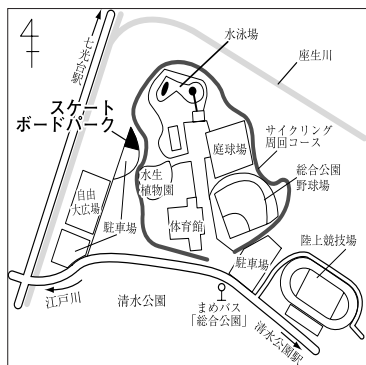 七光台駅
水泳場
座生川
スケート
ボードパーク
サイクリング
周回コース
庭球場
総合公園
野球場
水生
植物園
自由
大広場
駐車場
体育館
陸上競技場
駐車場
江戸川
清水公園
まめバス
「総合公園」
清水公園駅